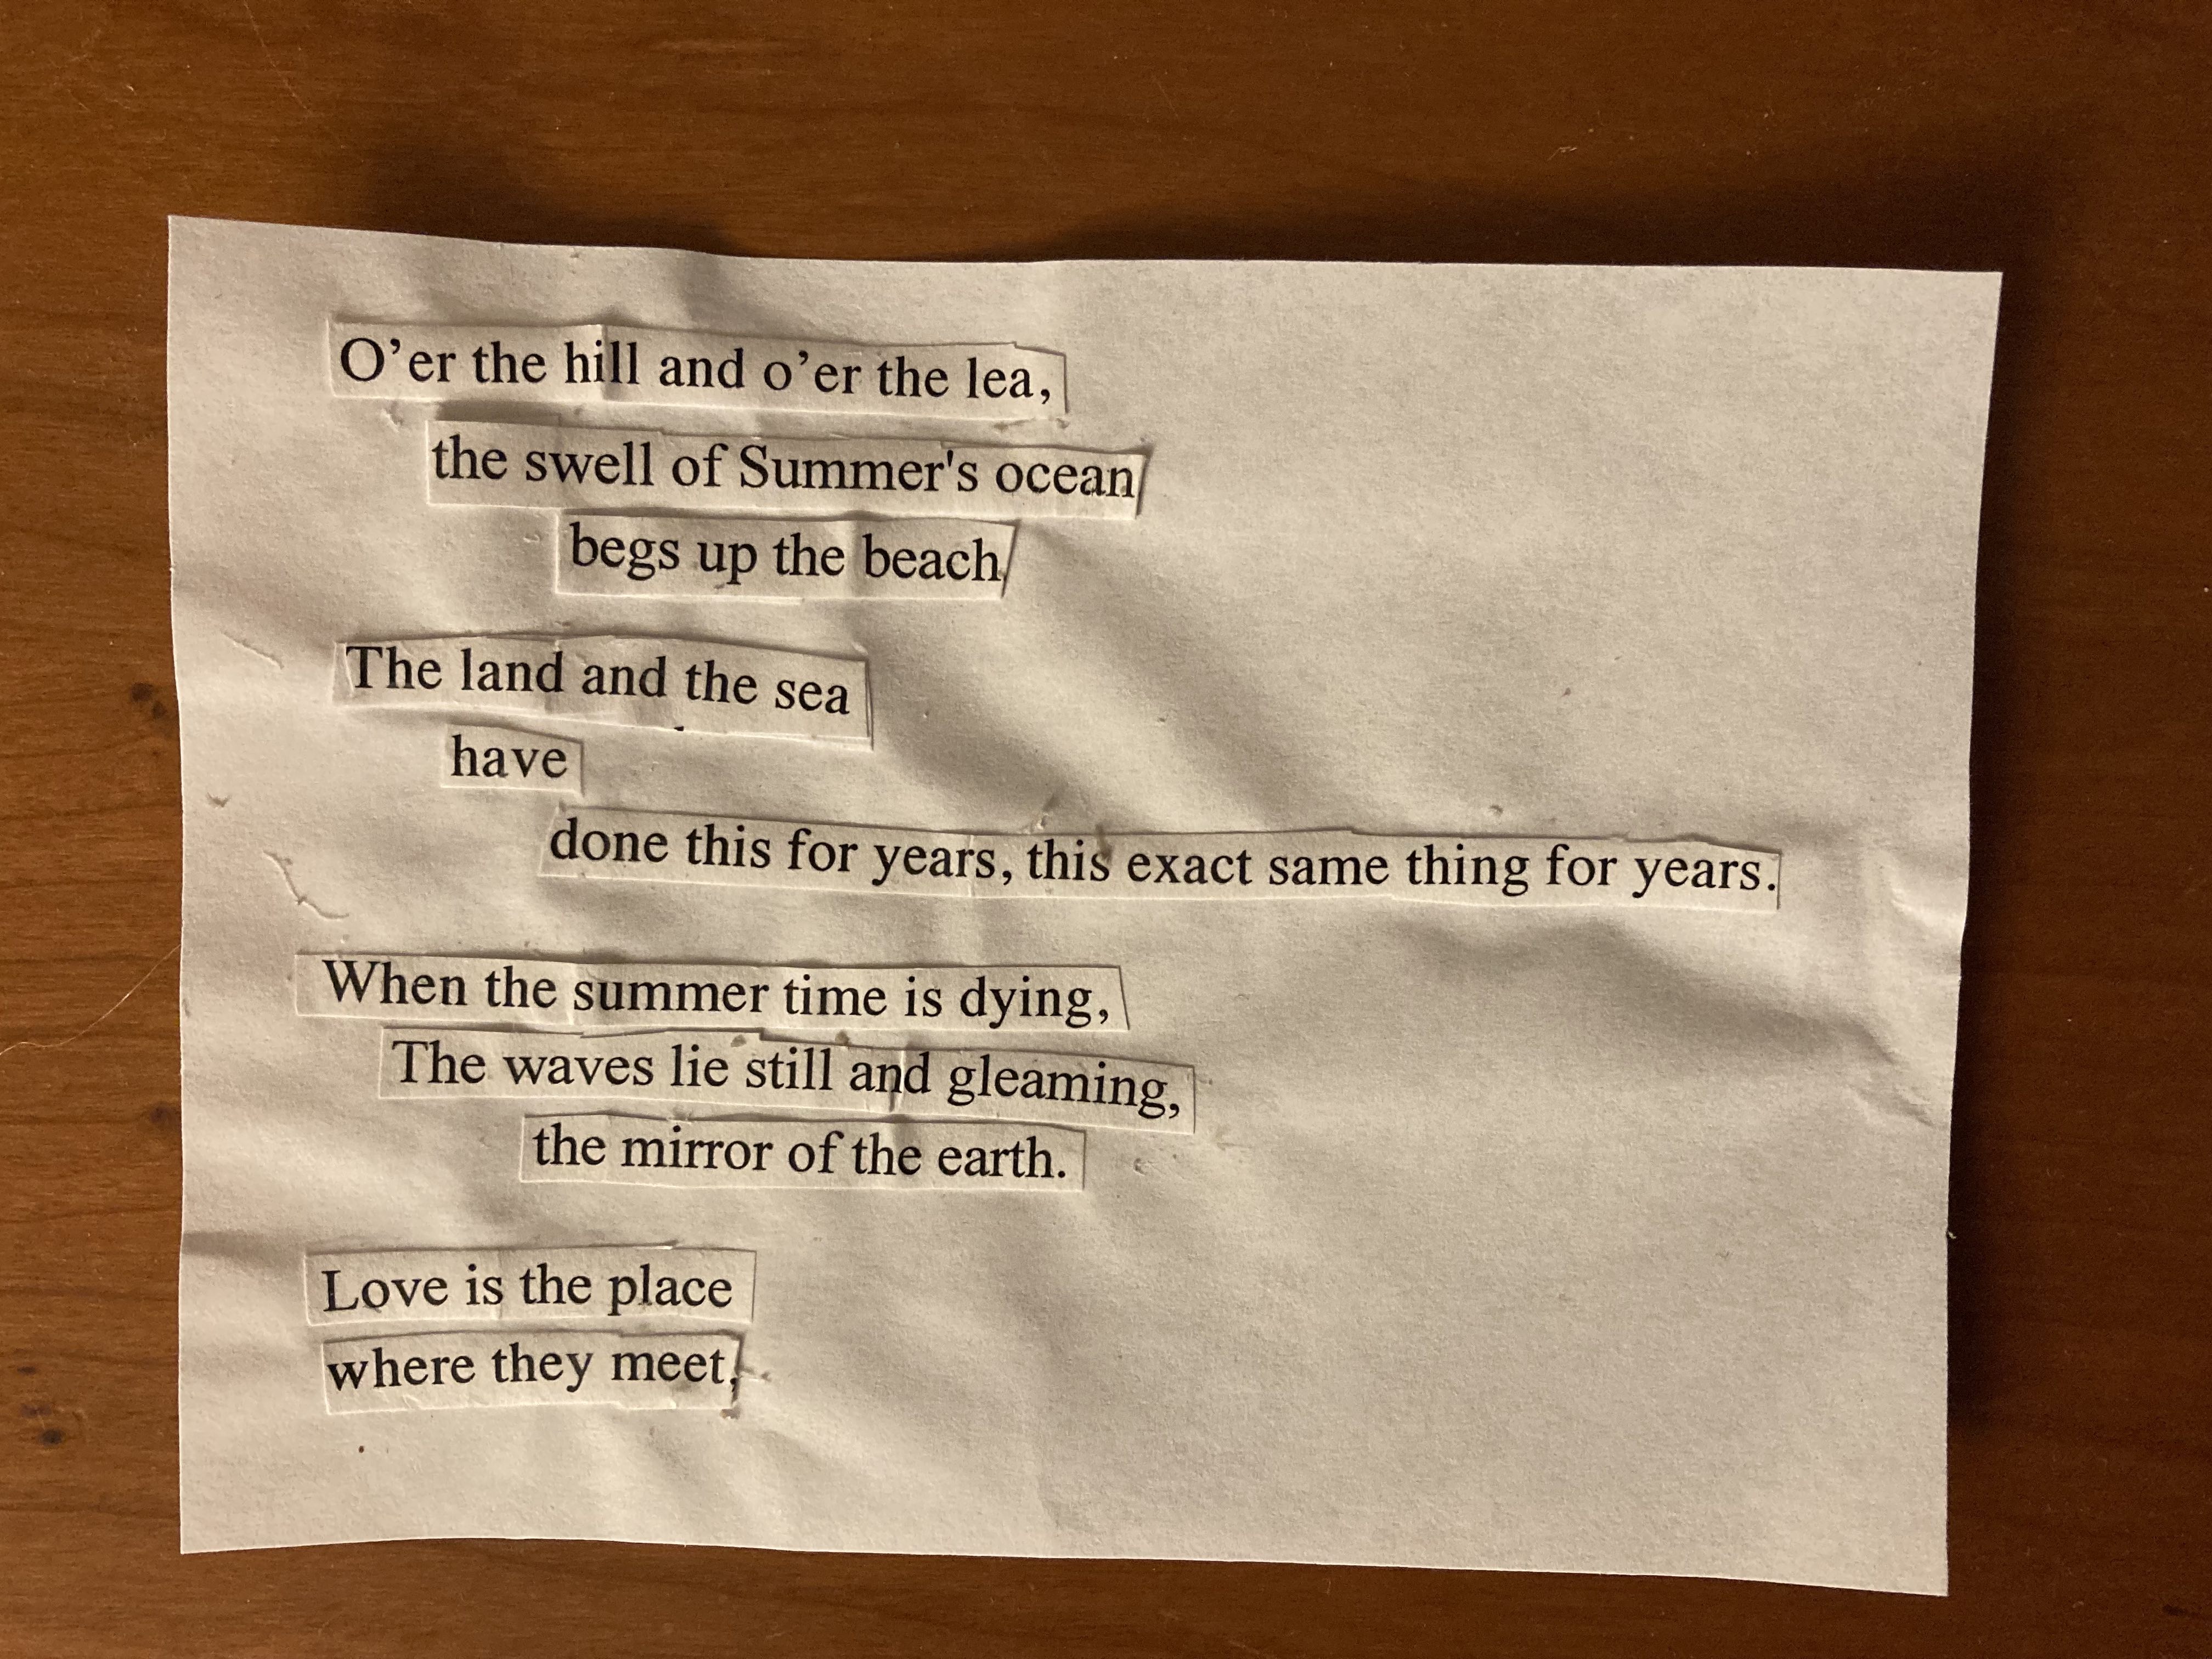 O’er the hill and o’er the lea,
the swell of Summer's ocean
begs up the beach
The land and the sea
have
done this for years, this exact same thing for years.
When the summer time is dying,
The waves lie still and gleaming,
the mirror of the earth.
Love is the place
where they meet,